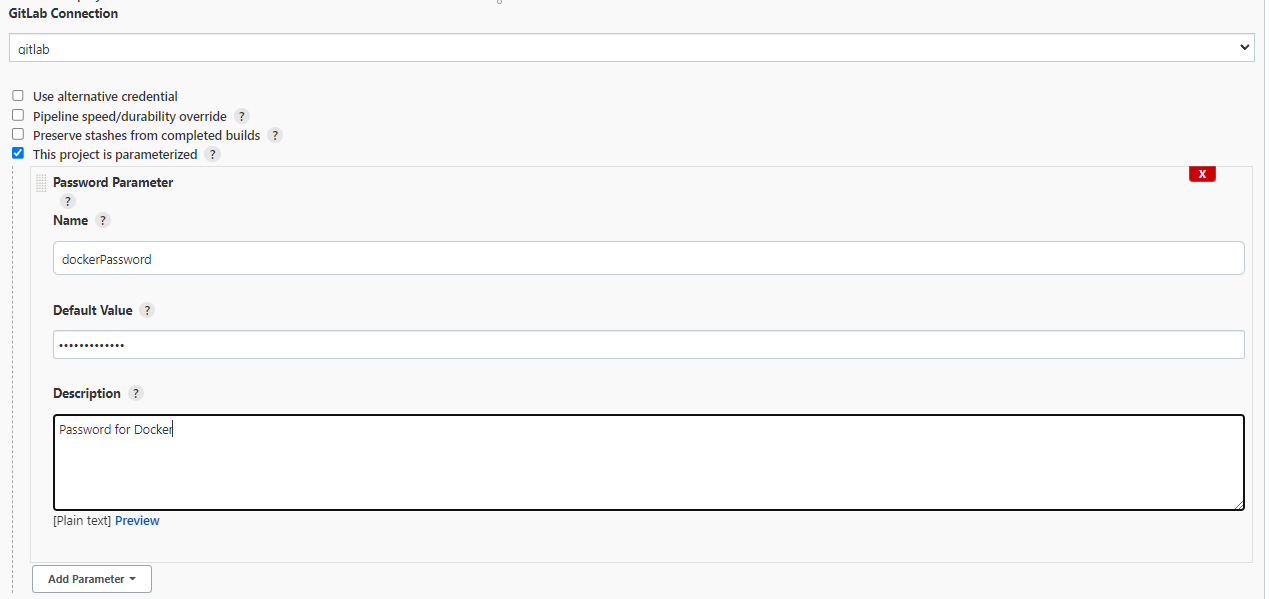 GitLab Connection
gitlab
Use alternative credential
Pipeline speed/durability override ?
Preserve stashes from completed builds ?
This project is parameterized ?
Password Parameter
X
?
Name ?
dockerPassword
Default Value ?
•••••••••••••
Description ?
Password for Docker
[Plain text] Preview
Add Parameter